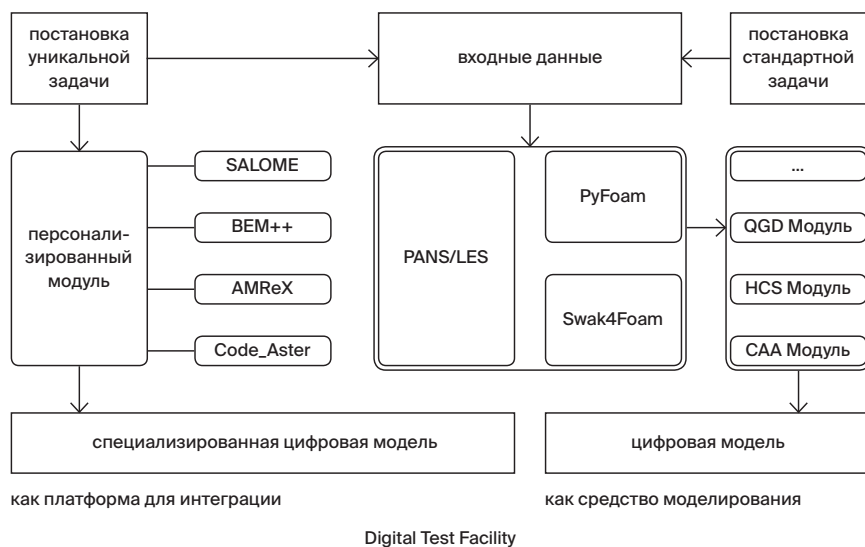 постановка
уникальной
задачи
входные данные
постановка
стандартной
задачи
персонали-
зированный
модуль
SALOME
BEM++
AMReX
Code_Aster
PANS/LES
PyFoam
Swak4Foam
...
QGD Модуль
HCS Модуль
CAA Модуль
специализированная цифровая модель
цифровая модель
как платформа для интеграции
как средство моделирования
Digital Test Facility